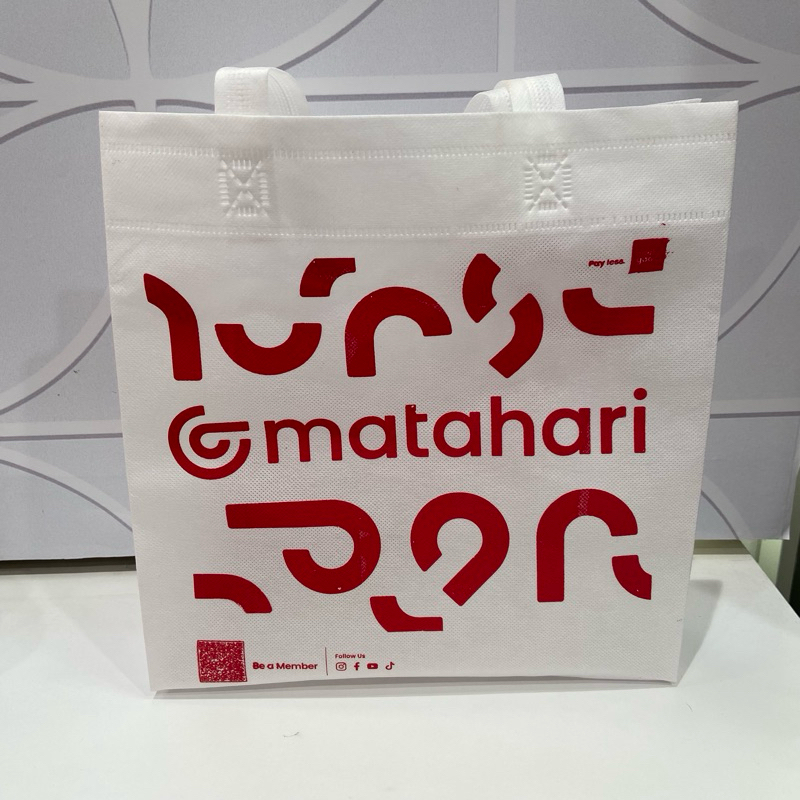 Pay less.
matahari
Be a Member
Follow Us